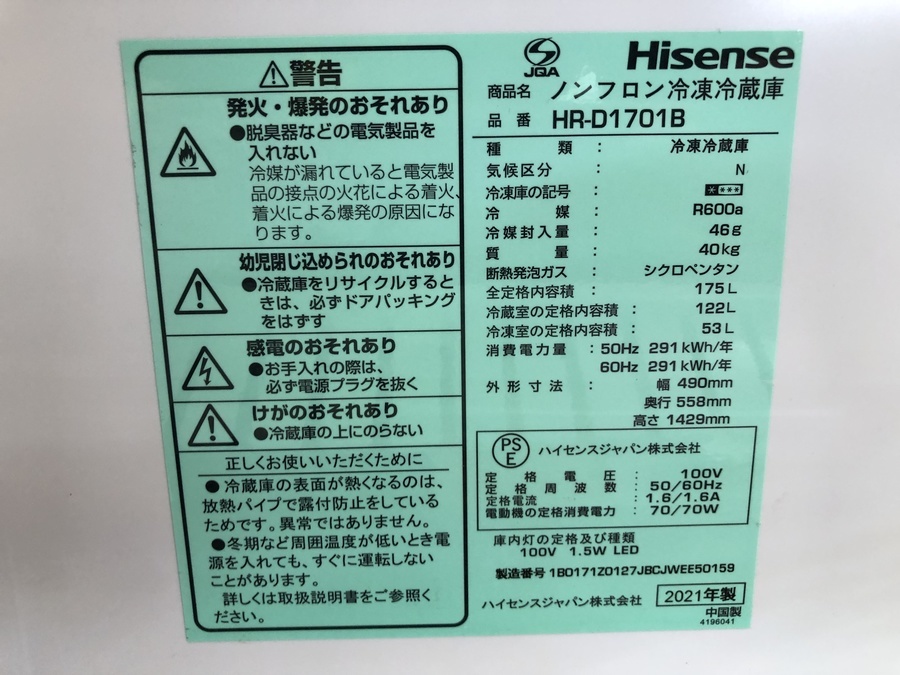 ⚠警告
発火・爆発のおそれあり
●脱臭器などの電気製品を
入れない
冷媒が漏れていると電気製
品の接点の火花による着火、
着火による爆発の原因にな
ります。
幼児閉じ込められのおそれあり
●冷蔵庫をリサイクルすると
きは、必ずドアパッキング
をはずす
感電のおそれあり
●お手入れの際は、
必ず電源プラグを抜く
けがのおそれあり
●冷蔵庫の上にのらない
正しくお使いいただくために
●冷蔵庫の表面が熱くなるのは、
放熱パイプで露付防止をしている
ためです。異常ではありません。
●冬期など周囲温度が低いとき電
源を入れても、すぐに運転しない
ことがあります。
詳しくは取扱説明書をご参照く
ださい。
JQA Hisense
商品名 ノンフロン冷凍冷蔵庫
品番 HR-D1701B
種類: 冷凍冷蔵庫
気候区分: N
冷凍庫の記号: * ***
冷媒: R600a
冷媒封入量: 46g
質量: 40kg
断熱発泡ガス: シクロペンタン
全定格内容積: 175L
冷蔵室の定格内容積: 122L
冷凍室の定格内容積: 53L
消費電力量: 50Hz 291kWh/年
60Hz 291kWh/年
外形寸法: 幅 490mm
奥行 558mm
高さ 1429mm
PSE ハイセンスジャパン株式会社
定格電圧: 100V
定格周波数: 50/60Hz
定格電流: 1.6/1.6A
電動機の定格消費電力: 70/70W
庫内灯の定格及び種類
100V 1.5W LED
製造番号 1B0171Z0127JBCJWEE50159
ハイセンスジャパン株式会社 2021年製
中国製
4196041